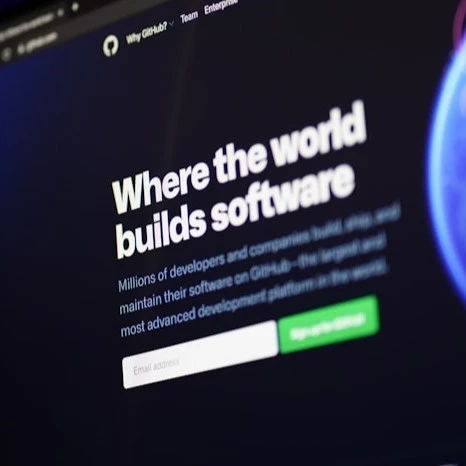 github.com
Why GitHub? Team Enterprise
Where the world
builds software
Millions of developers and companies build, ship, and
maintain their software on GitHub—the largest and
most advanced development platform in the world.
Email address
Sign up for GitHub